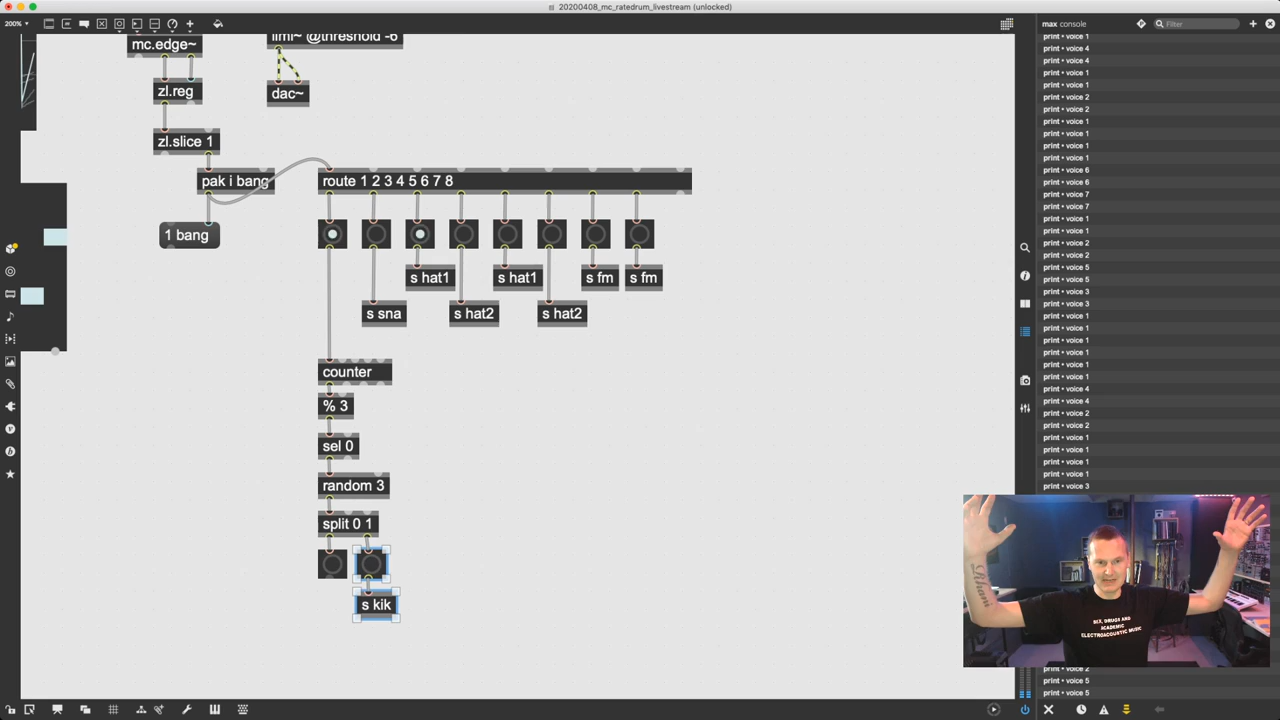 20200408_mc_ratedrum_livestream (unlocked)
200%
max console
Filter
mc.edge~
limi~ @threshold -6
zl.reg
dac~
zl.slice 1
pak i bang
route 1 2 3 4 5 6 7 8
1 bang
s hat1
s hat1
s fm
s fm
s sna
s hat2
s hat2
counter
% 3
sel 0
random 3
split 0 1
s kik
print • voice 1
print • voice 4
print • voice 4
print • voice 1
print • voice 1
print • voice 2
print • voice 2
print • voice 1
print • voice 1
print • voice 1
print • voice 6
print • voice 6
print • voice 7
print • voice 7
print • voice 1
print • voice 1
print • voice 2
print • voice 2
print • voice 5
print • voice 5
print • voice 3
print • voice 3
print • voice 1
print • voice 1
print • voice 1
print • voice 1
print • voice 1
print • voice 1
print • voice 4
print • voice 4
print • voice 2
print • voice 2
print • voice 1
print • voice 1
print • voice 1
print • voice 1
print • voice 3
SEX, DRUGS AND
ACADEMIC
ELECTROACOUSTIC MUSIC
print • voice 2
print • voice 5
print • voice 5